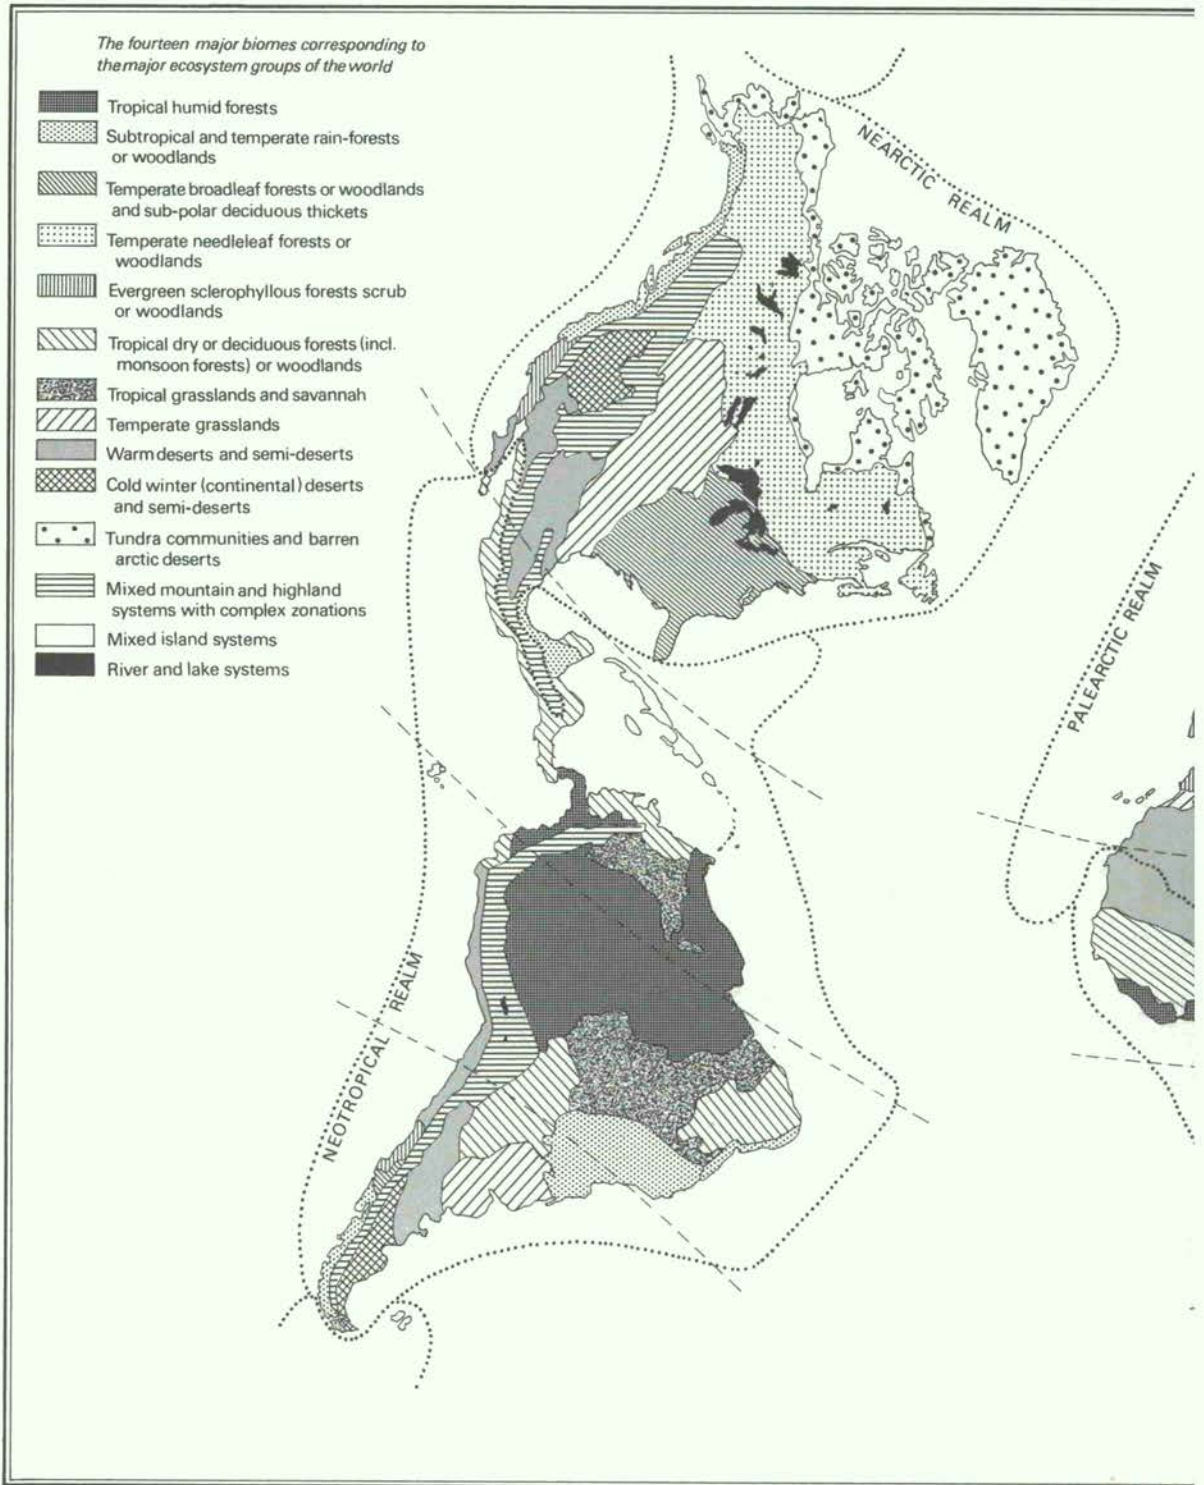 The fourteen major biomes corresponding to
the major ecosystem groups of the world
Tropical humid forests
Subtropical and temperate rain-forests
or woodlands
Temperate broadleaf forests or woodlands
and sub-polar deciduous thickets
Temperate needleleaf forests or
woodlands
Evergreen sclerophyllous forests scrub
or woodlands
Tropical dry or deciduous forests (incl.
monsoon forests) or woodlands
Tropical grasslands and savannah
Temperate grasslands
Warm deserts and semi-deserts
Cold winter (continental) deserts
and semi-deserts
Tundra communities and barren
arctic deserts
Mixed mountain and highland
systems with complex zonations
Mixed island systems
River and lake systems
NEARCTIC REALM
PALEARCTIC REALM
NEOTROPICAL REALM